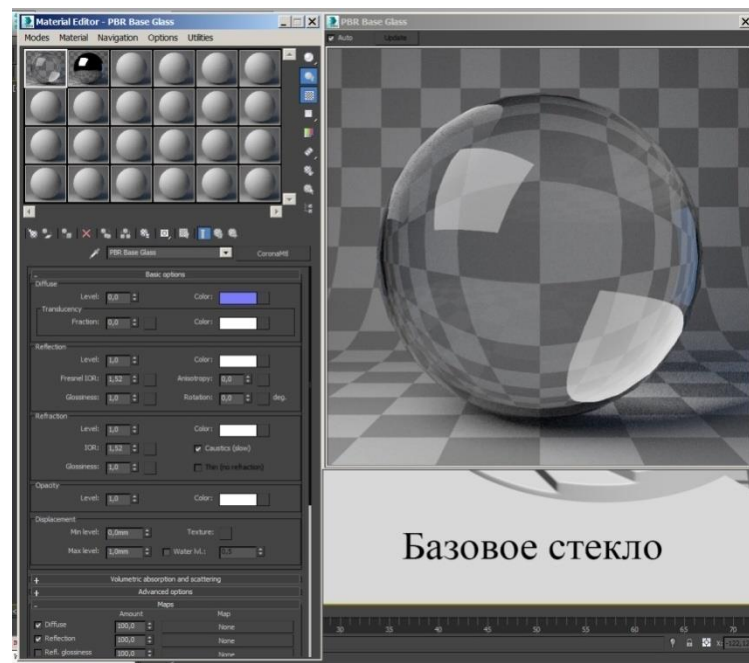 Material Editor - PBR Base Glass
Modes Material Navigation Options Utilities
PBR Base Glass CoronaMtl
Basic options
Diffuse
Level: 0,0 Color:
Translucency
Fraction: 0,0 Color:
Reflection
Level: 1,0 Color:
Fresnel IOR: 1,52 Anisotropy: 0,0
Glossiness: 1,0 Rotation: 0,0 deg.
Refraction
Level: 1,0 Color:
IOR: 1,52 Caustics (slow)
Glossiness: 1,0 Thin (no refraction)
Opacity
Level: 1,0 Color:
Displacement
Min level: 0,0mm Texture:
Max level: 1,0mm Water lvl.: 0,5
Volumetric absorption and scattering
Advanced options
Maps
Amount Map
Diffuse 100,0 None
Reflection 100,0 None
Refl. glossiness 100,0 None
PBR Base Glass
Auto Update
Базовое стекло
30 35 40 45 50 55 60 65 70
X: